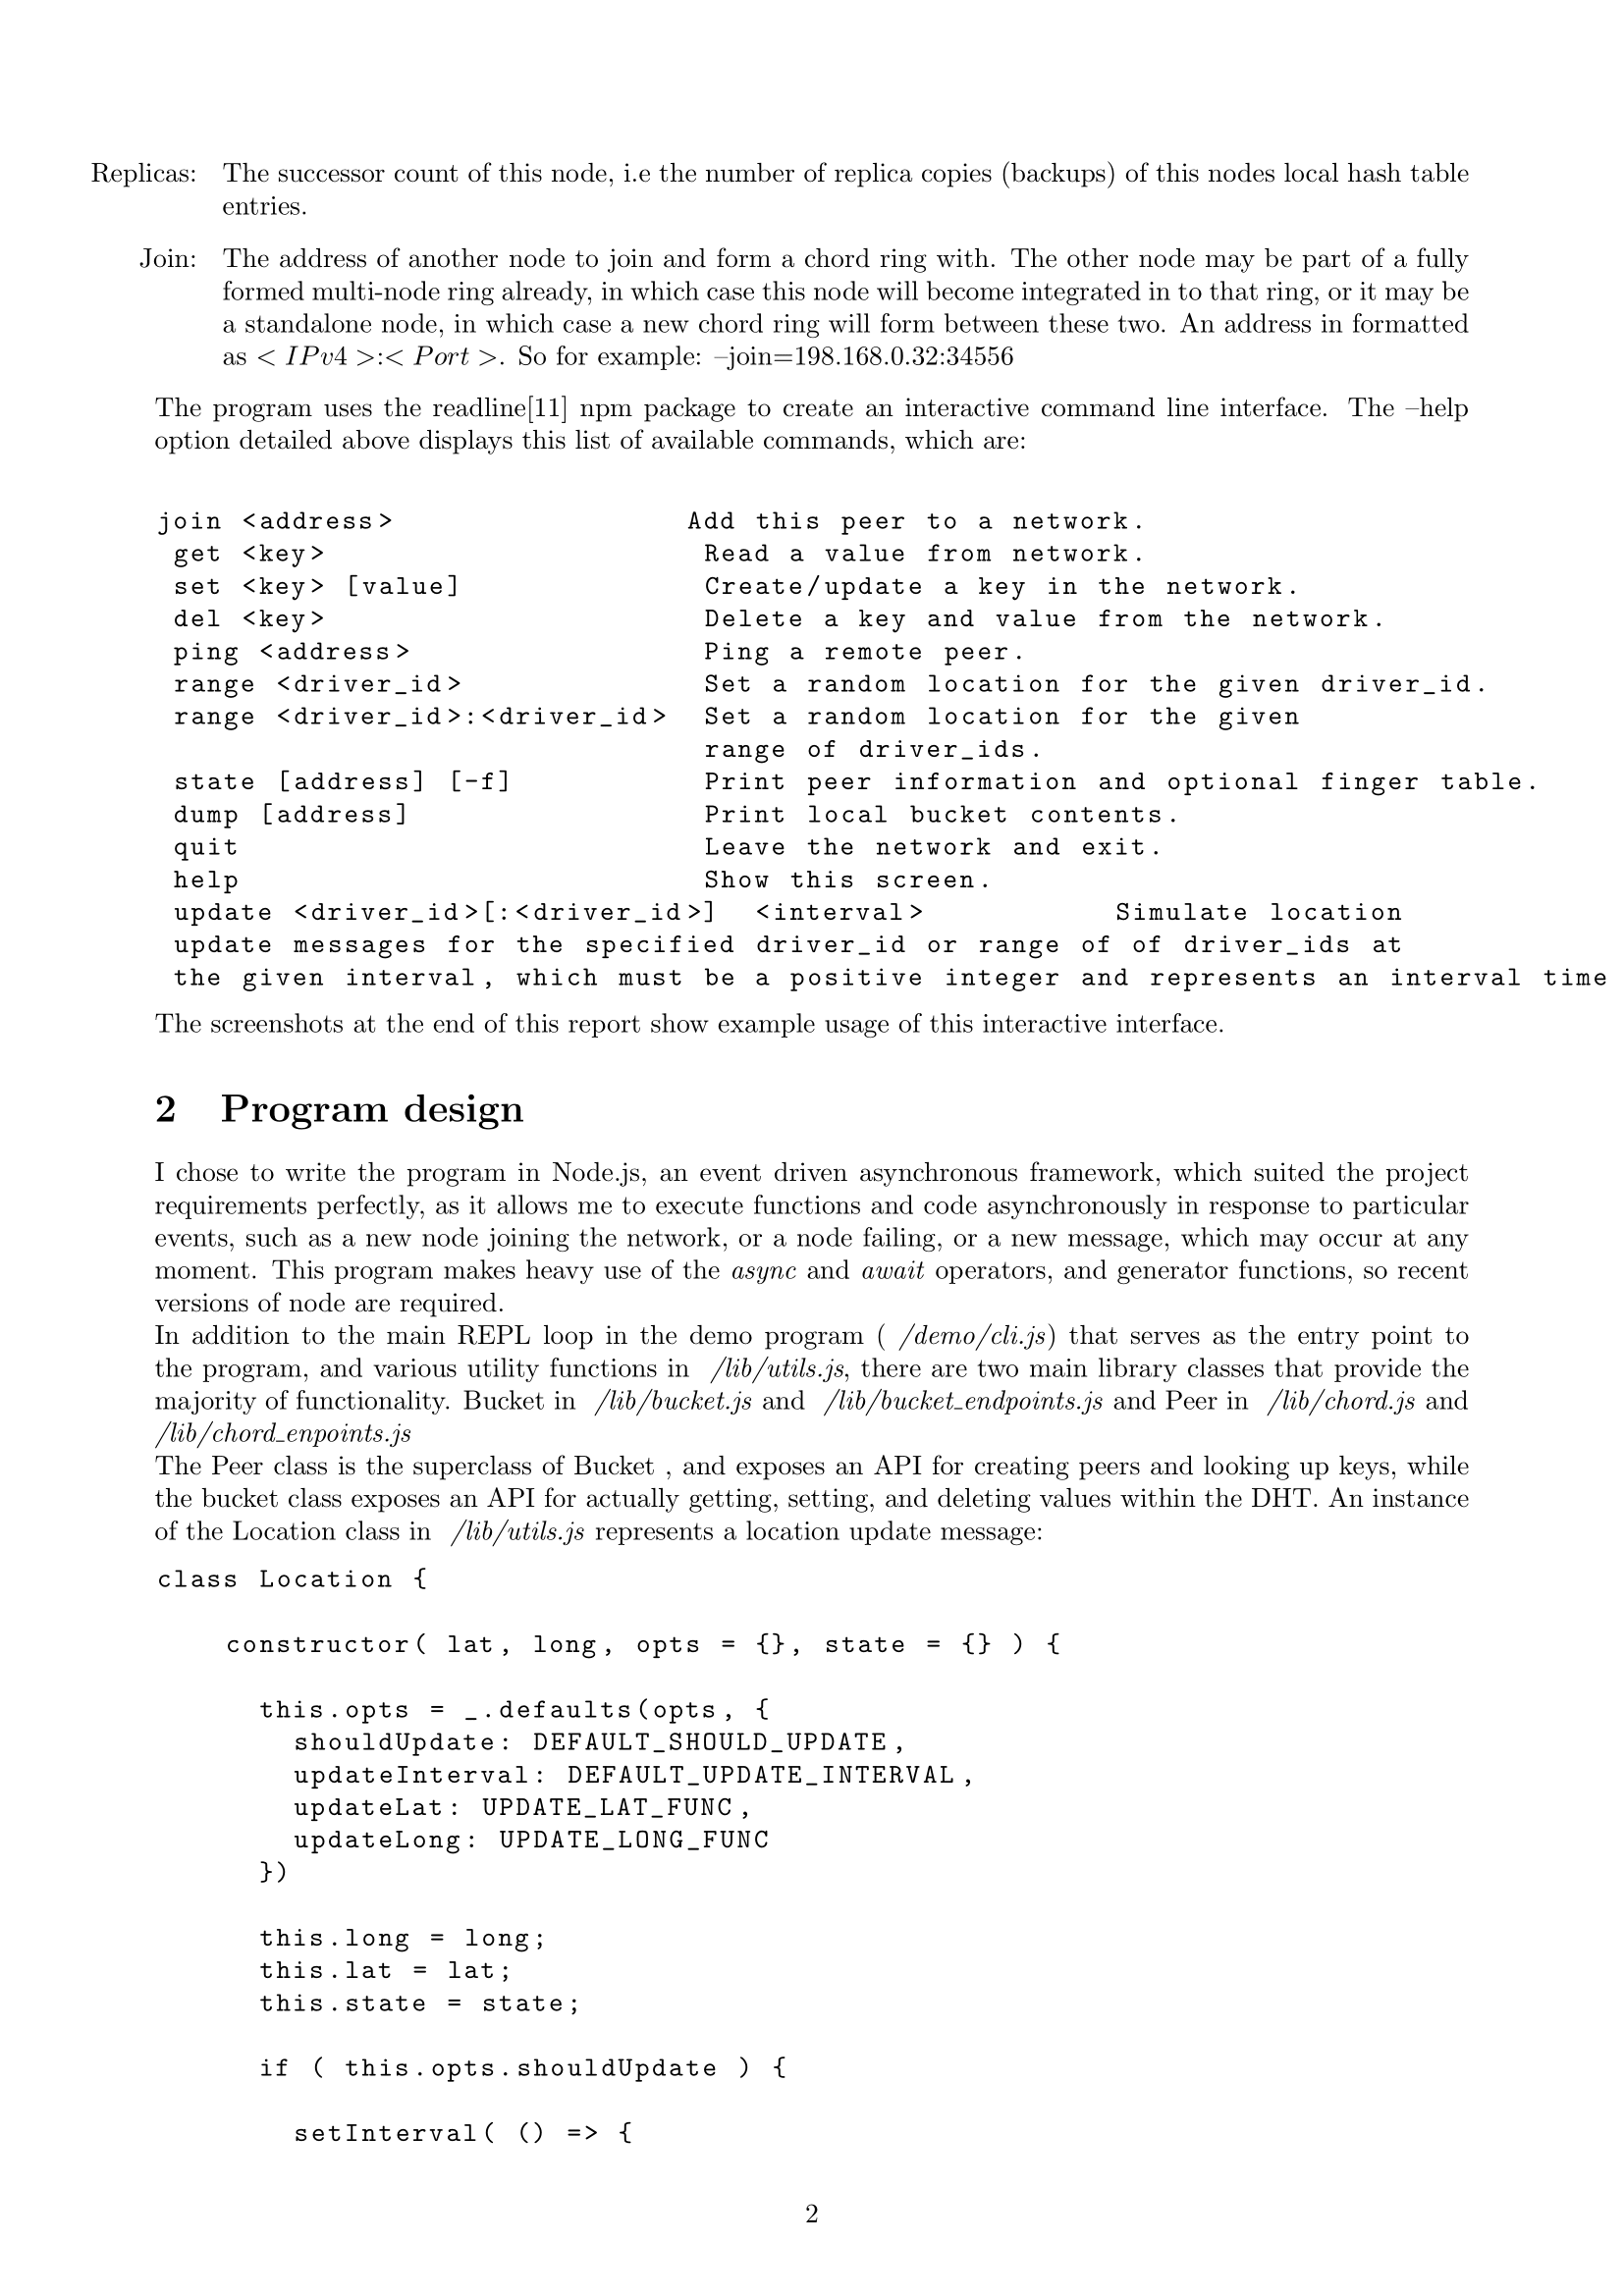 Replicas: The successor count of this node, i.e the number of replica copies (backups) of this nodes local hash table
entries.
Join: The address of another node to join and form a chord ring with. The other node may be part of a fully
formed multi-node ring already, in which case this node will become integrated in to that ring, or it may be
a standalone node, in which case a new chord ring will form between these two. An address in formatted
as < IPv4 >:< Port >. So for example: –join=198.168.0.32:34556
The program uses the readline[11] npm package to create an interactive command line interface. The –help
option detailed above displays this list of available commands, which are:
join <address> Add this peer to a network.
get <key> Read a value from network.
set <key> [value] Create/update a key in the network.
del <key> Delete a key and value from the network.
ping <address> Ping a remote peer.
range <driver_id> Set a random location for the given driver_id.
range <driver_id>:<driver_id> Set a random location for the given
range of driver_ids.
state [address] [-f] Print peer information and optional finger table.
dump [address] Print local bucket contents.
quit Leave the network and exit.
help Show this screen.
update <driver_id>[:<driver_id>] <interval> Simulate location
update messages for the specified driver_id or range of of driver_ids at
the given interval, which must be a positive integer and represents an interval time
The screenshots at the end of this report show example usage of this interactive interface.
2 Program design
I chose to write the program in Node.js, an event driven asynchronous framework, which suited the project
requirements perfectly, as it allows me to execute functions and code asynchronously in response to particular
events, such as a new node joining the network, or a node failing, or a new message, which may occur at any
moment. This program makes heavy use of the async and await operators, and generator functions, so recent
versions of node are required.
In addition to the main REPL loop in the demo program ( /demo/cli.js) that serves as the entry point to
the program, and various utility functions in /lib/utils.js, there are two main library classes that provide the
majority of functionality. Bucket in /lib/bucket.js and /lib/bucket_endpoints.js and Peer in /lib/chord.js and
/lib/chord_enpoints.js
The Peer class is the superclass of Bucket , and exposes an API for creating peers and looking up keys, while
the bucket class exposes an API for actually getting, setting, and deleting values within the DHT. An instance
of the Location class in /lib/utils.js represents a location update message:
class Location {
constructor( lat, long, opts = {}, state = {} ) {
this.opts = _.defaults(opts, {
shouldUpdate: DEFAULT_SHOULD_UPDATE,
updateInterval: DEFAULT_UPDATE_INTERVAL,
updateLat: UPDATE_LAT_FUNC,
updateLong: UPDATE_LONG_FUNC
})
this.long = long;
this.lat = lat;
this.state = state;
if ( this.opts.shouldUpdate ) {
setInterval( () => {
2